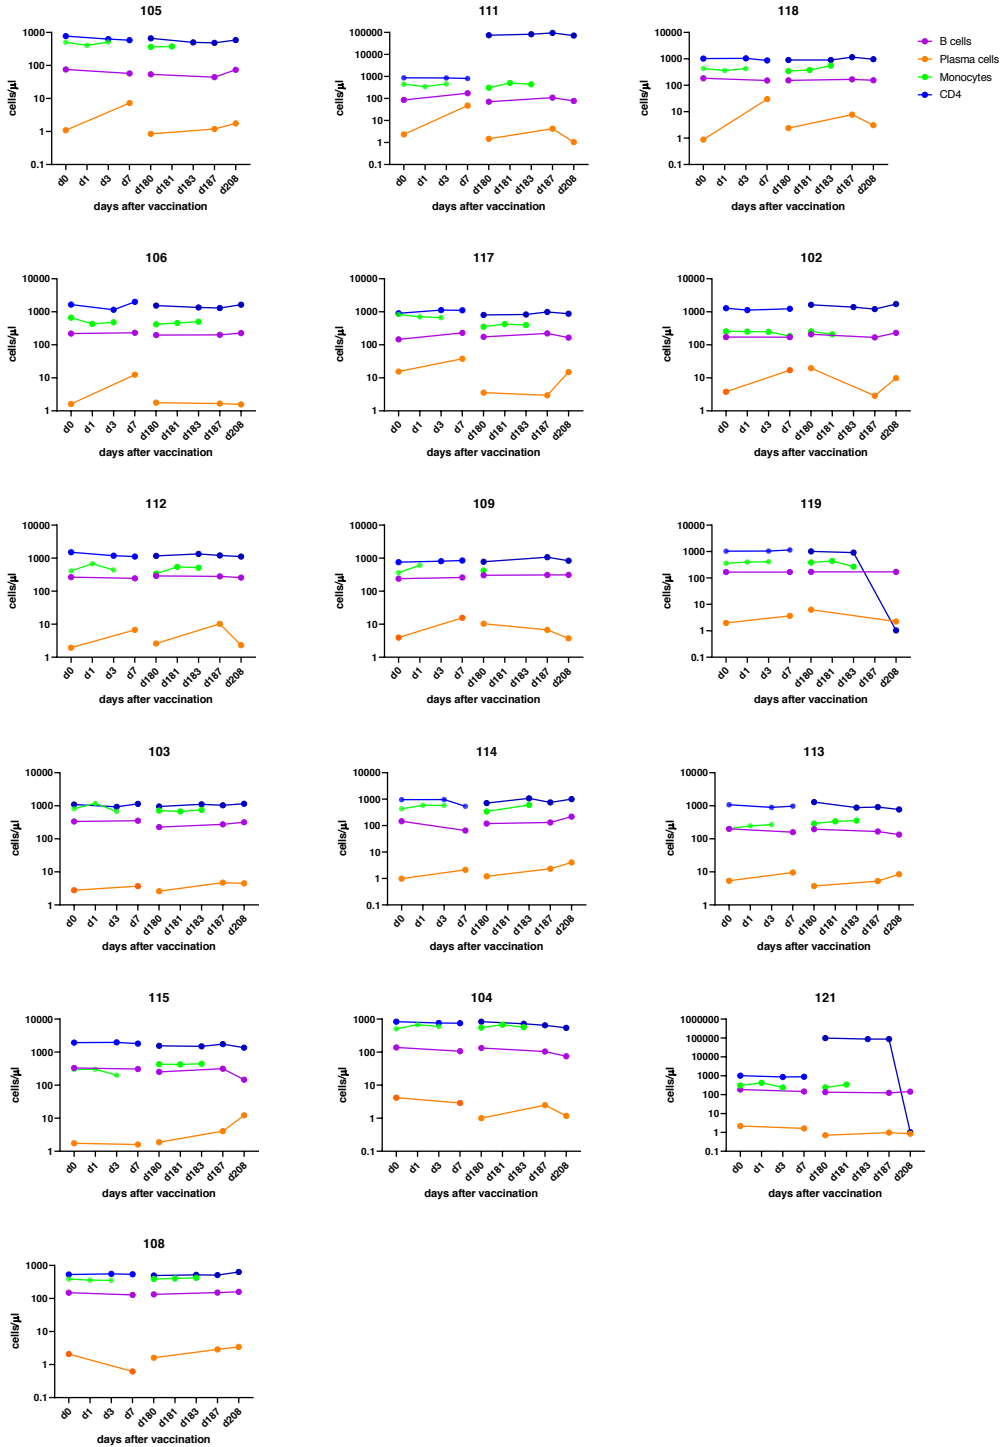 105
cells/µl
1000
100
10
1
0.1
d0
d1
d3
d7
d180
d181
d183
d187
d208
days after vaccination
111
cells/µl
100000
10000
1000
100
10
1
0.1
d0
d1
d3
d7
d180
d181
d183
d187
d208
days after vaccination
118
cells/µl
10000
1000
100
10
1
0.1
d0
d1
d3
d7
d180
d181
d183
d187
d208
days after vaccination
B cells
Plasma cells
Monocytes
CD4
106
cells/µl
10000
1000
100
10
1
d0
d1
d3
d7
d180
d181
d183
d187
d208
days after vaccination
117
cells/µl
10000
1000
100
10
1
d0
d1
d3
d7
d180
d181
d183
d187
d208
days after vaccination
102
cells/µl
10000
1000
100
10
1
d0
d1
d3
d7
d180
d181
d183
d187
d208
days after vaccination
112
cells/µl
10000
1000
100
10
1
d0
d1
d3
d7
d180
d181
d183
d187
d208
days after vaccination
109
cells/µl
10000
1000
100
10
1
d0
d1
d3
d7
d180
d181
d183
d187
d208
days after vaccination
119
cells/µl
10000
1000
100
10
1
0.1
d0
d1
d3
d7
d180
d181
d183
d187
d208
days after vaccination
103
cells/µl
10000
1000
100
10
1
d0
d1
d3
d7
d180
d181
d183
d187
d208
days after vaccination
114
cells/µl
10000
1000
100
10
1
0.1
d0
d1
d3
d7
d180
d181
d183
d187
d208
days after vaccination
113
cells/µl
10000
1000
100
10
1
d0
d1
d3
d7
d180
d181
d183
d187
d208
days after vaccination
115
cells/µl
10000
1000
100
10
1
d0
d1
d3
d7
d180
d181
d183
d187
d208
days after vaccination
104
cells/µl
1000
100
10
1
0.1
d0
d1
d3
d7
d180
d181
d183
d187
d208
days after vaccination
121
cells/µl
1000000
100000
10000
1000
100
10
1
0.1
d0
d1
d3
d7
d180
d181
d183
d187
d208
days after vaccination
108
cells/µl
1000
100
10
1
0.1
d0
d1
d3
d7
d180
d181
d183
d187
d208
days after vaccination